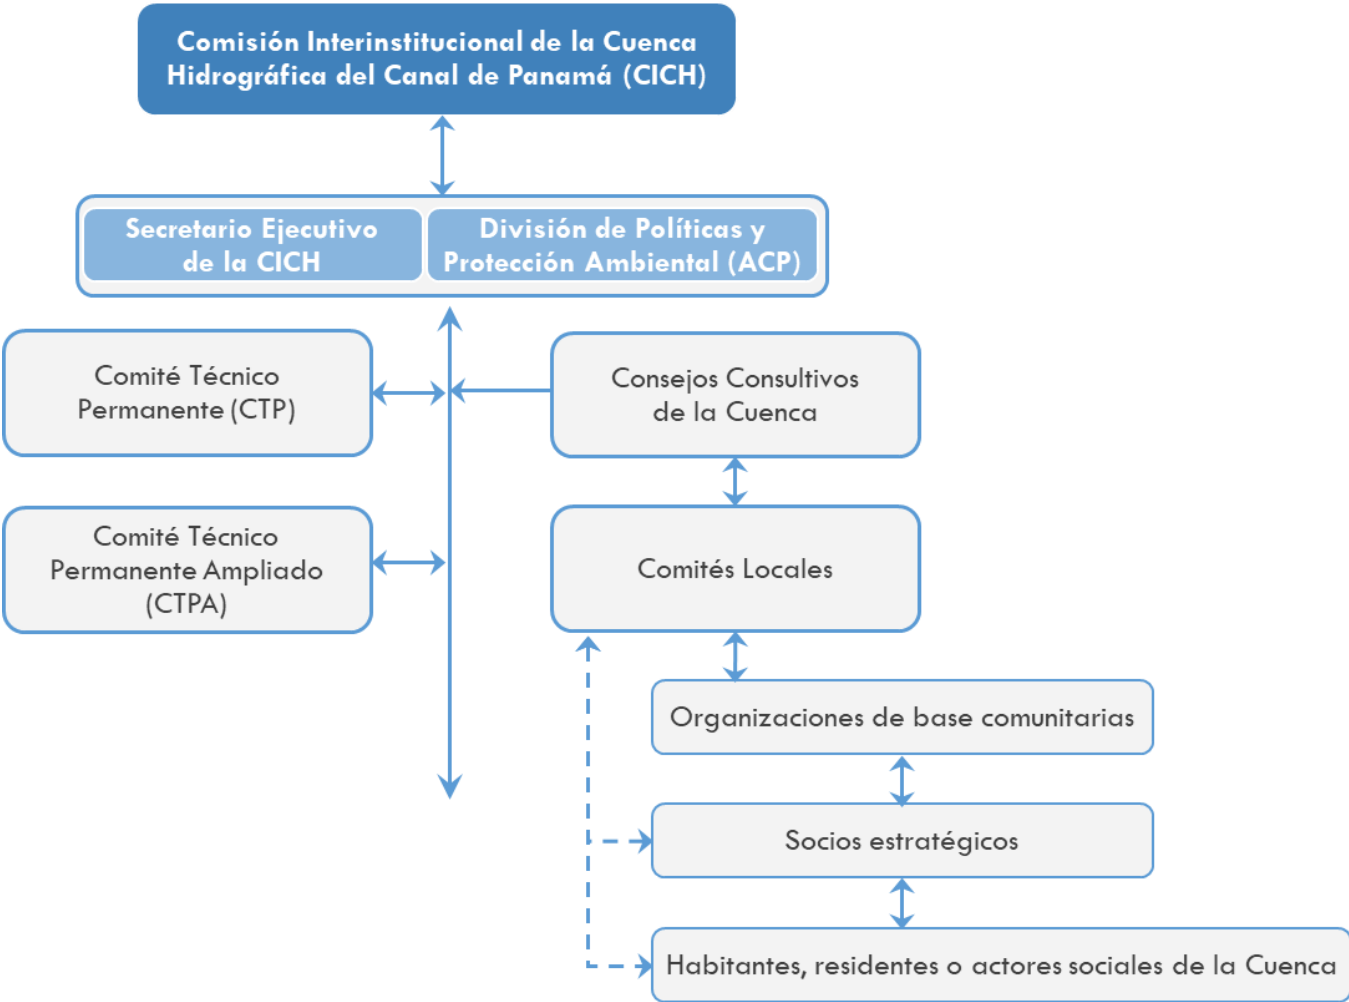 Comisión Interinstitucional de la Cuenca
Hidrográfica del Canal de Panamá (CICH)
Secretario Ejecutivo
de la CICH
División de Políticas y
Protección Ambiental (ACP)
Comité Técnico
Permanente (CTP)
Consejos Consultivos
de la Cuenca
Comité Técnico
Permanente Ampliado
(CTPA)
Comités Locales
Organizaciones de base comunitarias
Socios estratégicos
Habitantes, residentes o actores sociales de la Cuenca